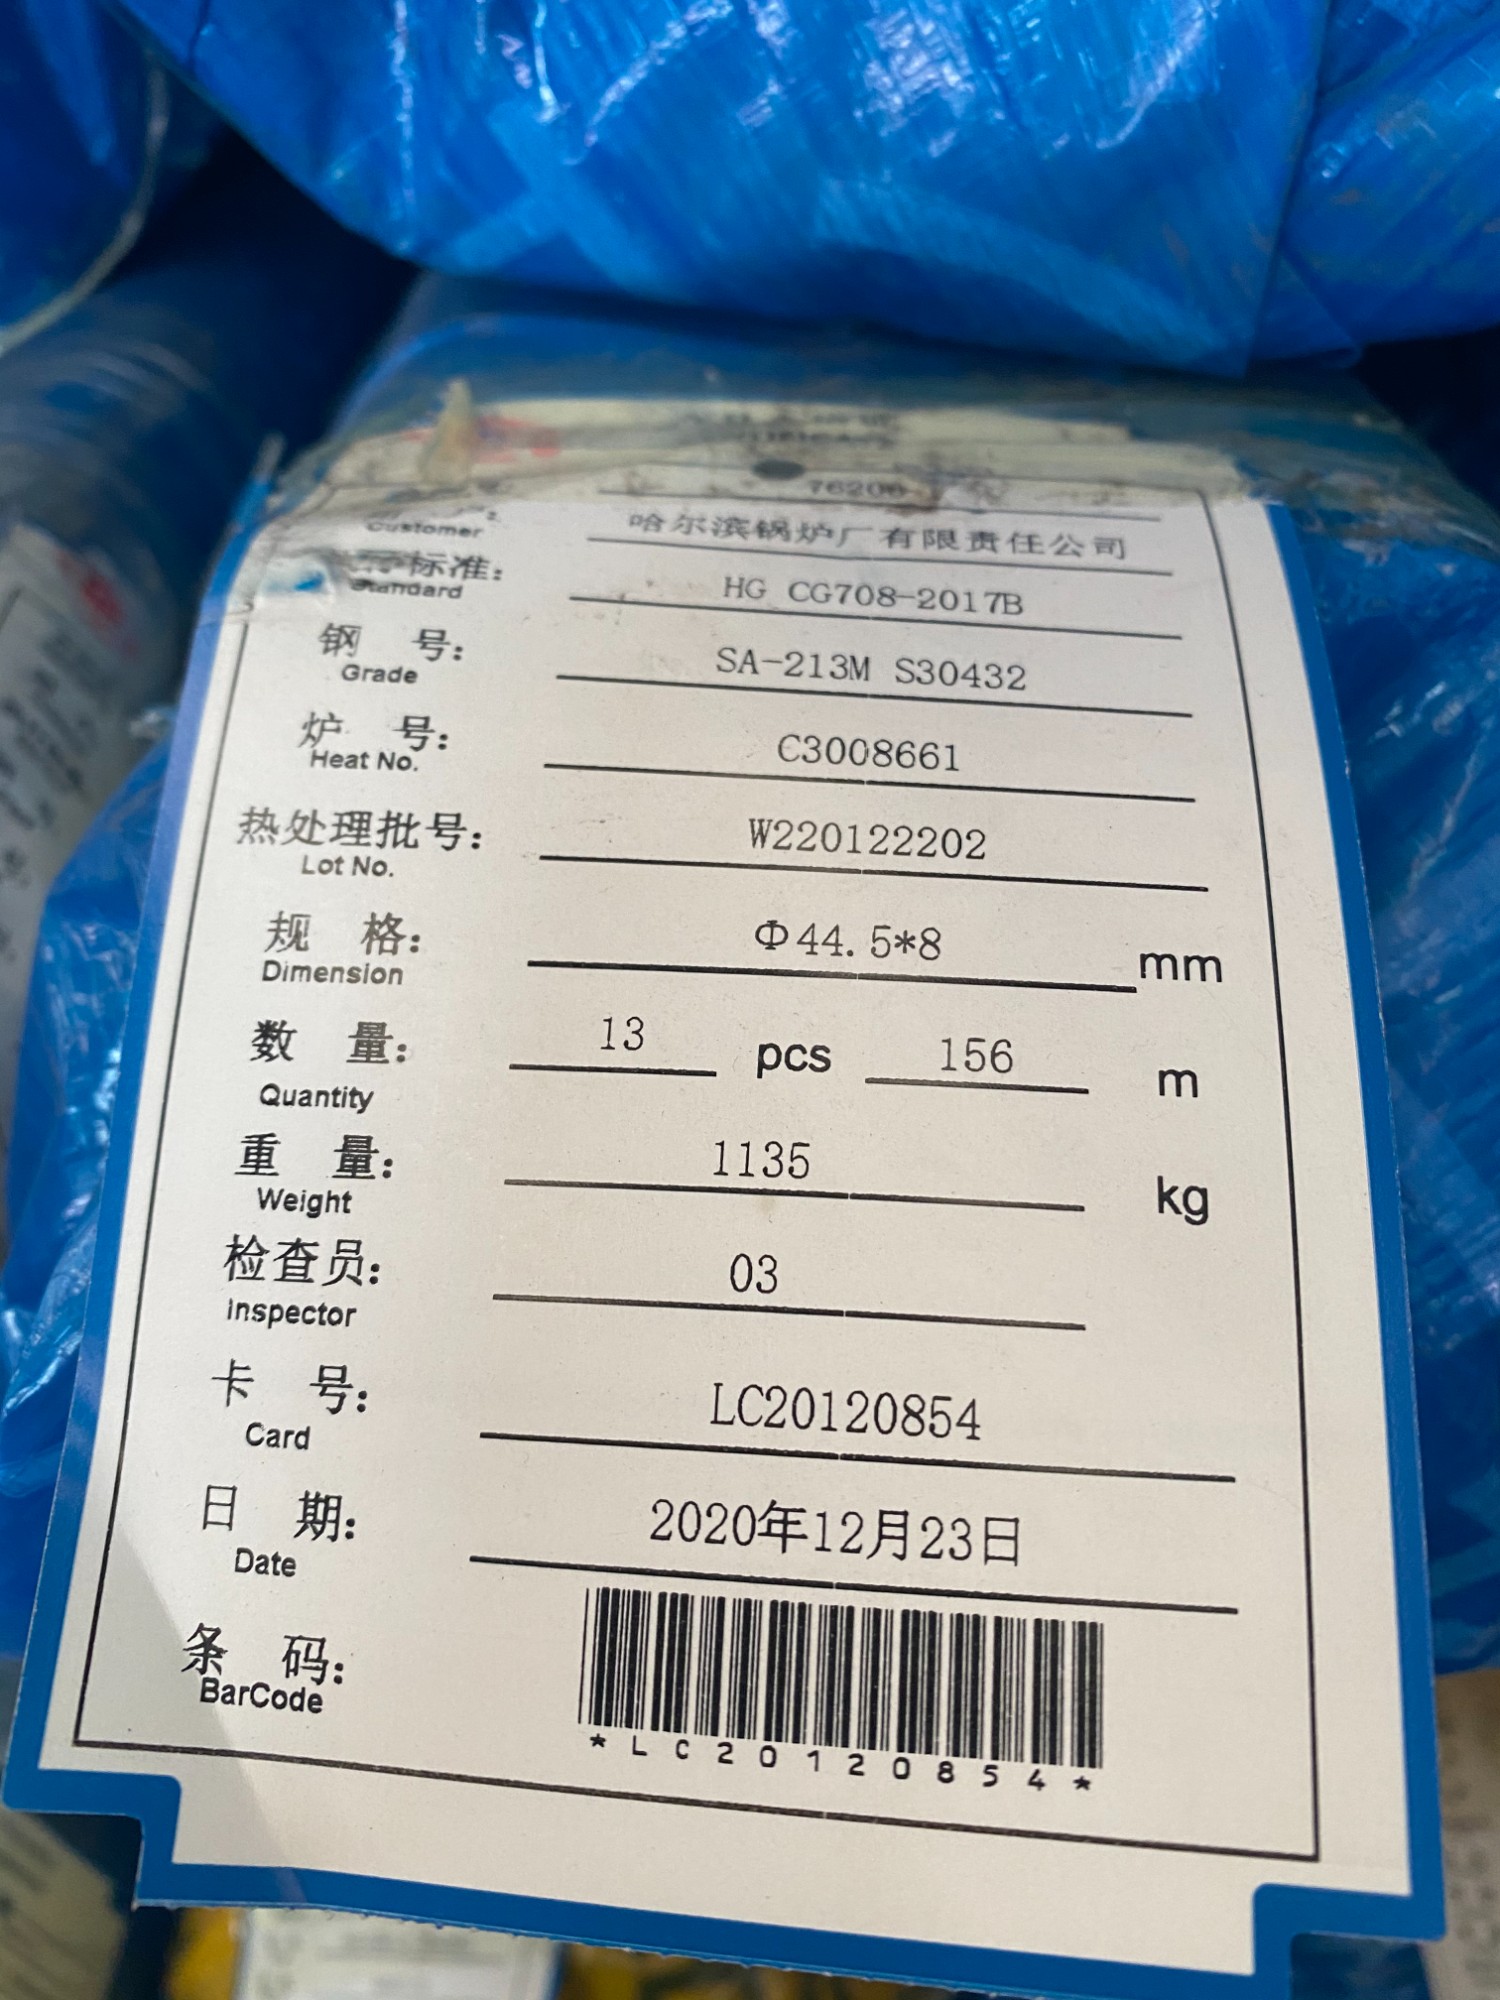 76200
Customer 哈尔滨锅炉厂有限责任公司
标准: HG CG708-2017B
Standard
钢 号: SA-213M S30432
Grade
炉 号: C3008661
Heat No.
热处理批号: W220122202
Lot No.
规 格: Φ44.5*8 mm
Dimension
数 量: 13 pcs 156 m
Quantity
重 量: 1135 kg
Weight
检查员: 03
Inspector
卡 号: LC20120854
Card
日 期: 2020年12月23日
Date
条 码:
BarCode
*LC20120854*